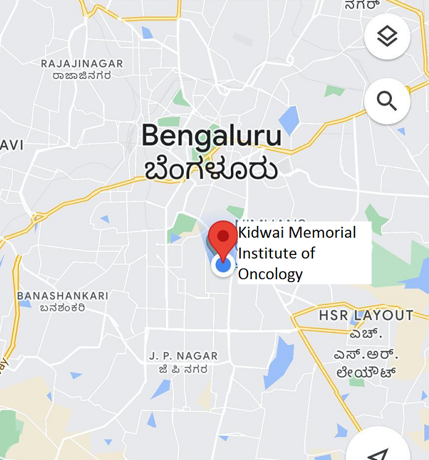 ನಗರ್
RAJAJINAGAR
ರಾಜಾಜಿನಗರ
AVI
Bengaluru
ಬೆಂಗಳೂರು
Kidwai Memorial
Institute of
Oncology
BANASHANKARI
ಬನಶಂಕರಿ
HSR LAYOUT
ಎಚ್.
ಎಸ್.ಆರ್.
ಲೇಯೌಟ್
J. P. NAGAR
ಜೆ ಪಿ ನಗರ